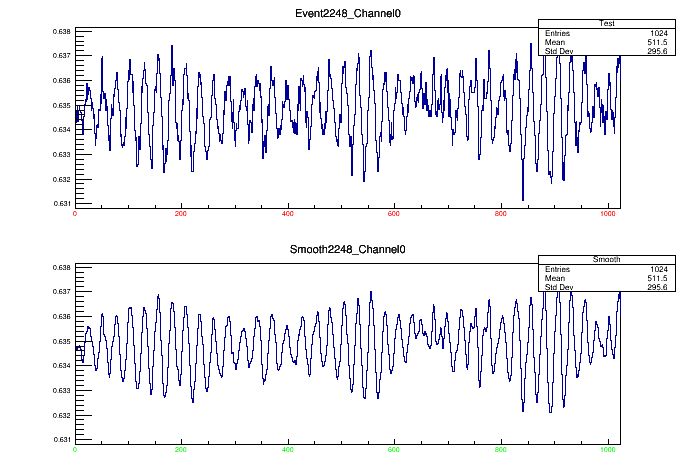 Event2248_Channel0
Test
Entries 1024
Mean 511.5
Std Dev 295.6
0.638
0.637
0.636
0.635
0.634
0.633
0.632
0.631
0 200 400 600 800 1000
Smooth2248_Channel0
Smooth
Entries 1024
Mean 511.5
Std Dev 295.6
0.638
0.637
0.636
0.635
0.634
0.633
0.632
0.631
0 200 400 600 800 1000